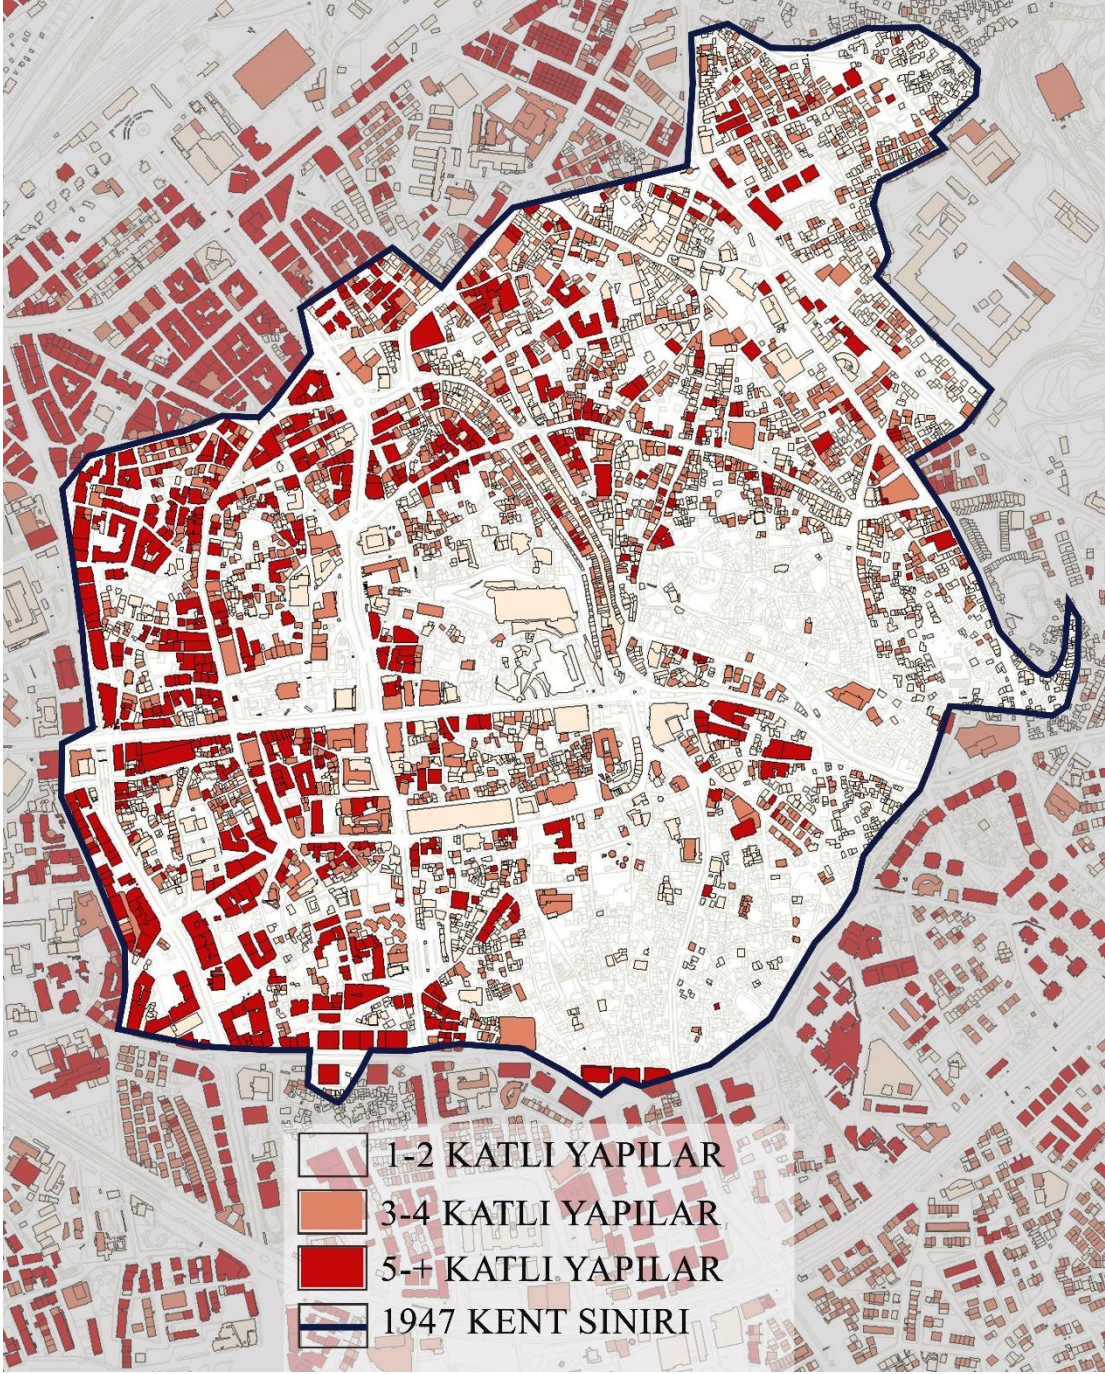 1-2 KATLI YAPILAR
3-4 KATLI YAPILAR
5-+ KATLI YAPILAR
1947 KENT SINIRI